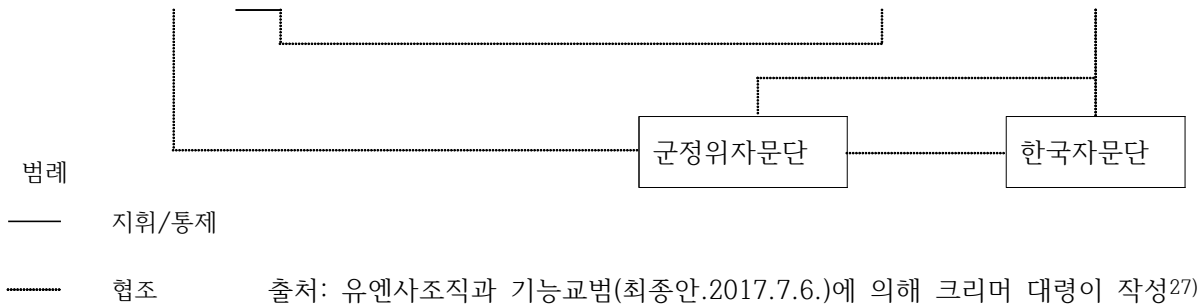 군정위자문단 한국자문단
범례
지휘/통제
협조 출처: 유엔사조직과 기능교범(최종안.2017.7.6.)에 의해 크리머 대령이 작성27)